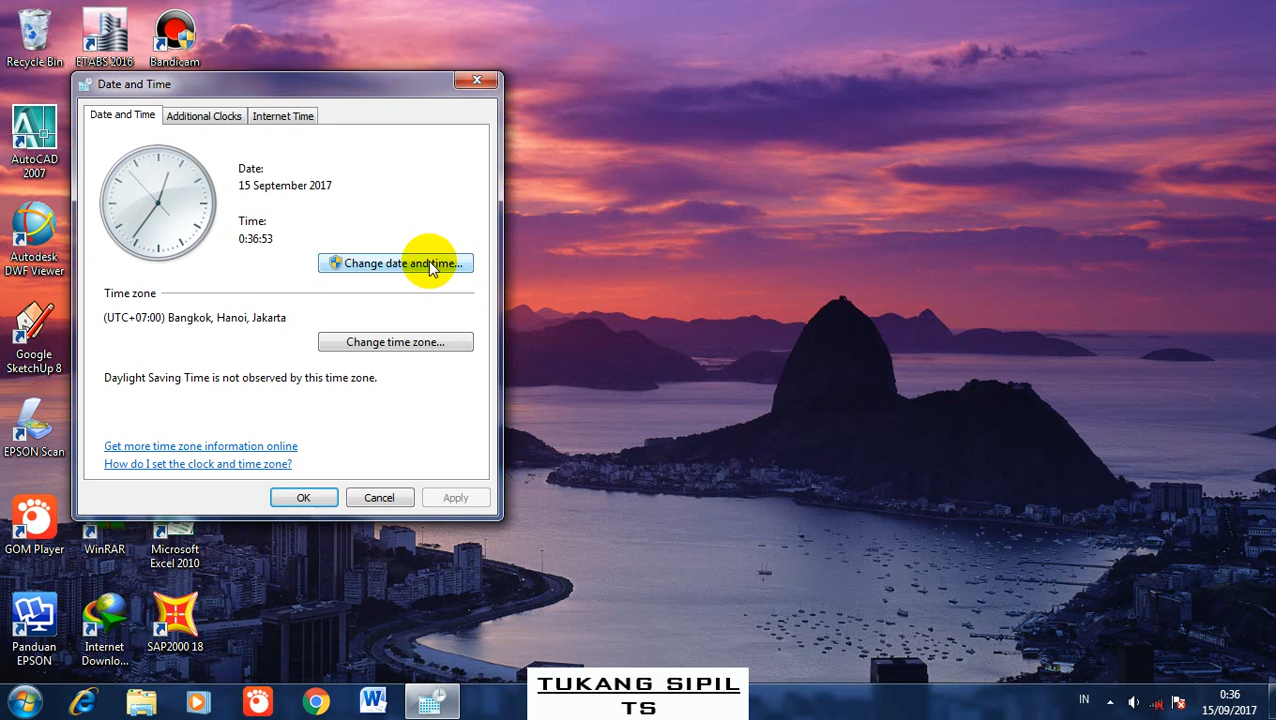 Recycle Bin
ETABS 2016
Bandicam
Date and Time
Date and Time
Additional Clocks
Internet Time
AutoCAD
2007
Date:
15 September 2017
Time:
0:36:53
Autodesk
DWF Viewer
Change date and time...
Time zone
(UTC+07:00) Bangkok, Hanoi, Jakarta
Change time zone...
Google
SketchUp 8
Daylight Saving Time is not observed by this time zone.
EPSON Scan
Get more time zone information online
How do I set the clock and time zone?
OK
Cancel
Apply
GOM Player
WinRAR
Microsoft
Excel 2010
Panduan
EPSON
Internet
Downlo...
SAP2000 18
TUKANG SIPIL
TS
IN
0:36
15/09/2017